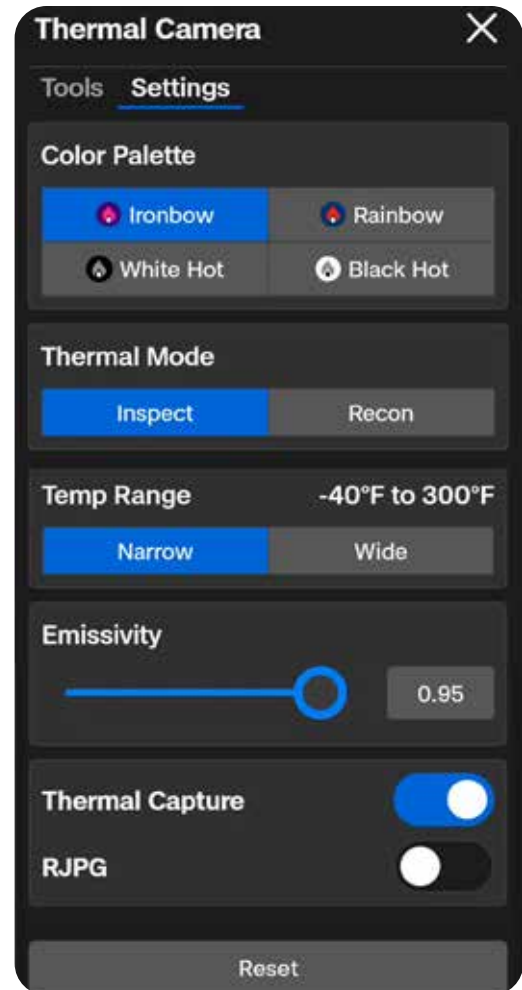 Thermal Camera
Tools Settings
Color Palette
Ironbow Rainbow
White Hot Black Hot
Thermal Mode
Inspect Recon
Temp Range -40°F to 300°F
Narrow Wide
Emissivity
0.95
Thermal Capture
RJPG
Reset